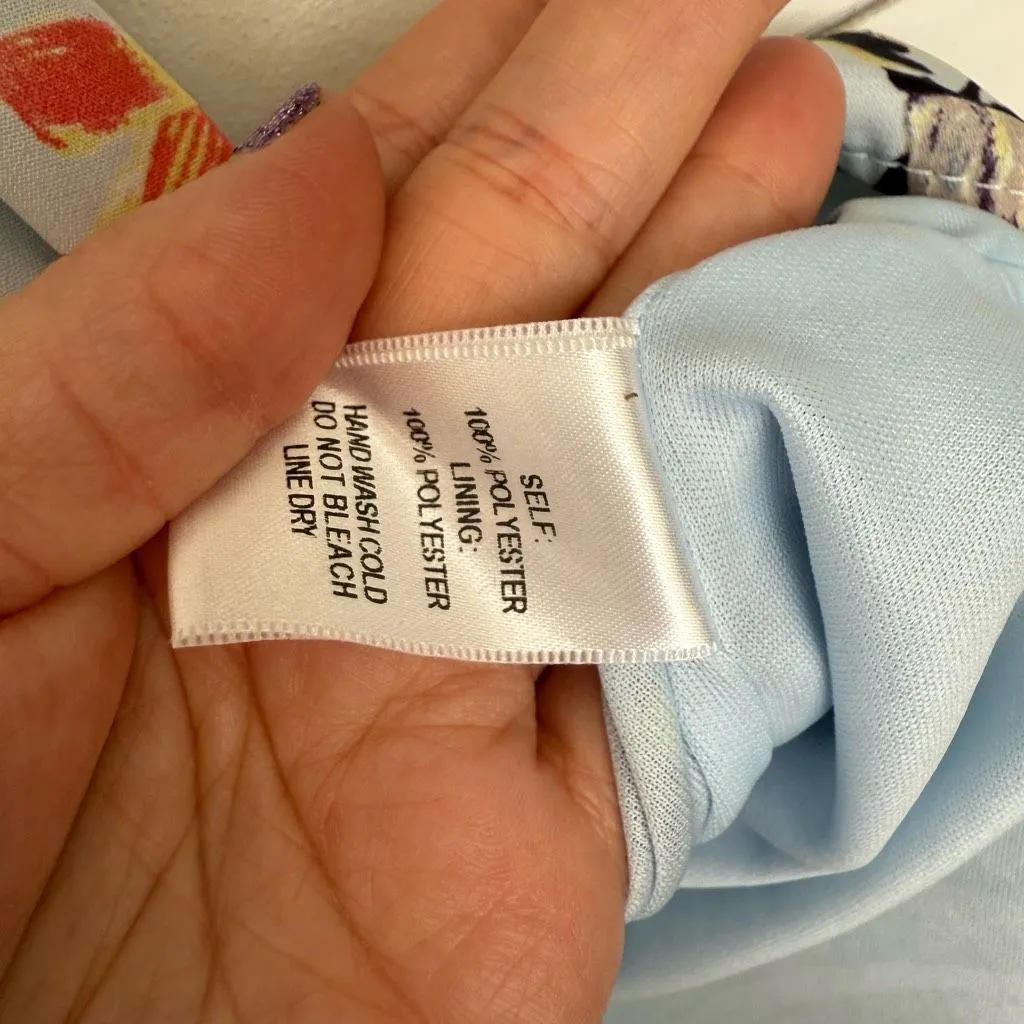 SELF:
100% POLYESTER
LINING:
100% POLYESTER
HAND WASH COLD
DO NOT BLEACH
LINE DRY